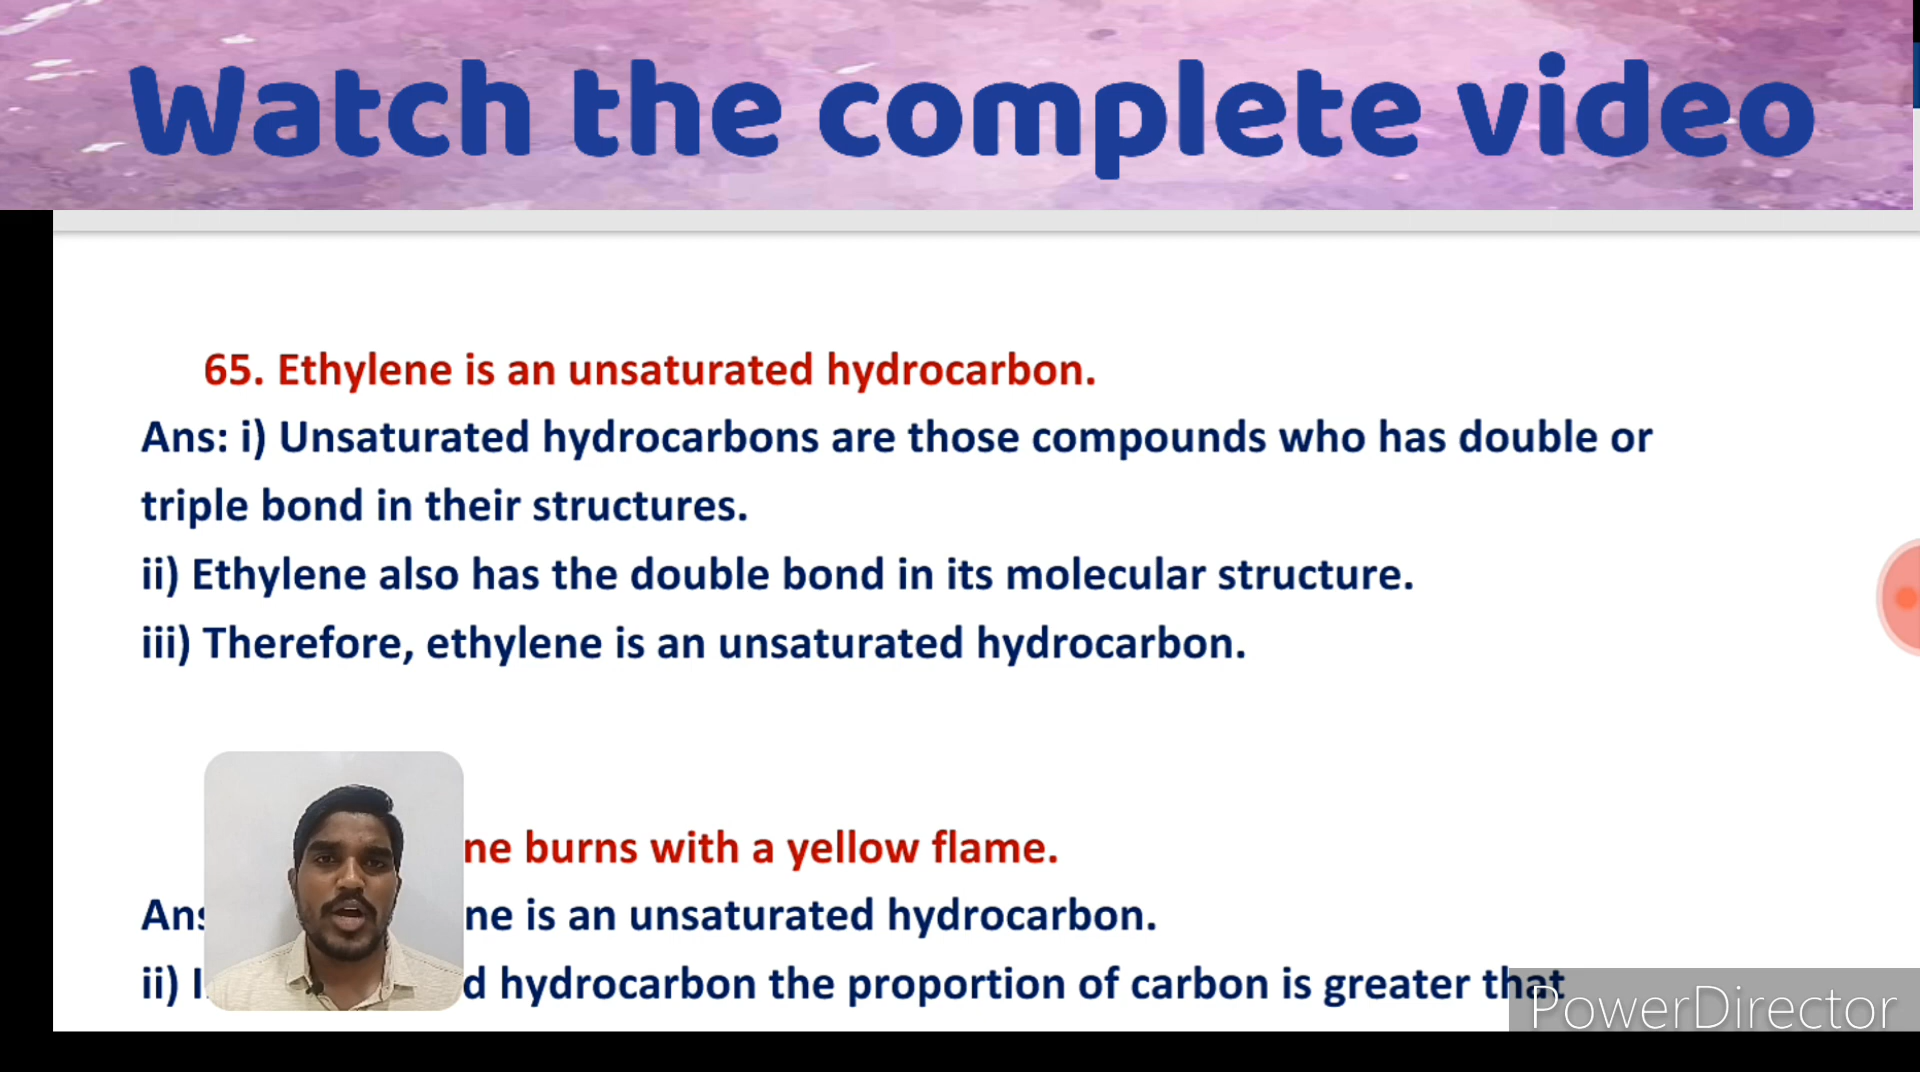 Watch the complete video
65. Ethylene is an unsaturated hydrocarbon.
Ans: i) Unsaturated hydrocarbons are those compounds who has double or
triple bond in their structures.
ii) Ethylene also has the double bond in its molecular structure.
iii) Therefore, ethylene is an unsaturated hydrocarbon.
ne burns with a yellow flame.
Ans ne is an unsaturated hydrocarbon.
ii) I d hydrocarbon the proportion of carbon is greater that
PowerDirector